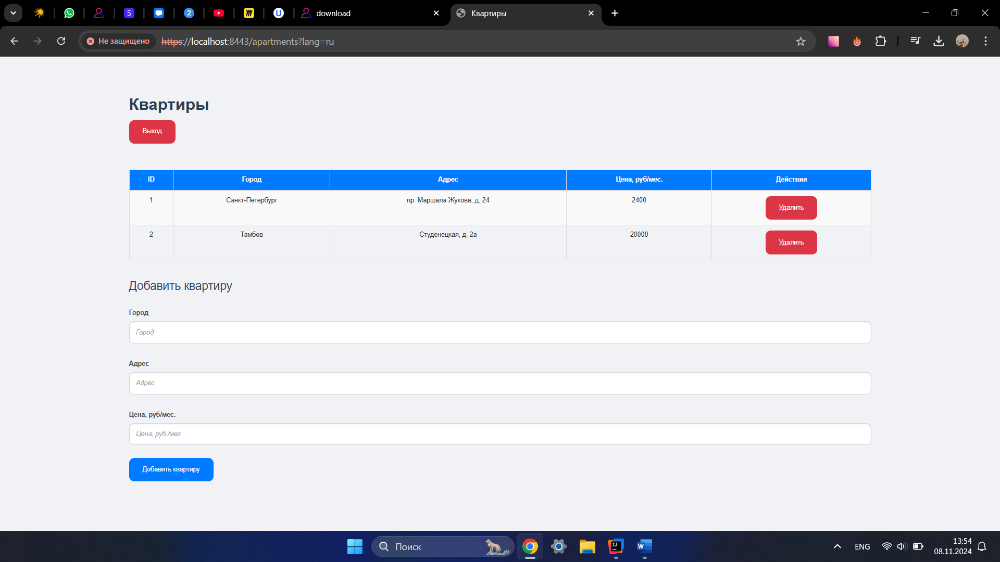 S
2
U
download
Квартиры
Не защищено
https://localhost:8443/apartments?lang=ru
Квартиры
Выход
ID Город Адрес Цена, руб/мес. Действия
1 Санкт-Петербург пр. Маршала Жукова, д. 24 2400 Удалить
2 Тамбов Студенецкая, д. 2а 20000 Удалить
Добавить квартиру
Город
Город
Адрес
Адрес
Цена, руб/мес.
Цена, руб./мес
Добавить квартиру
Поиск
IJ
W
ENG
13:54
08.11.2024